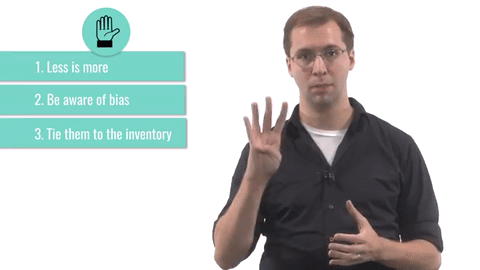 1. Less is more
2. Be aware of bias
3. Tie them to the inventory